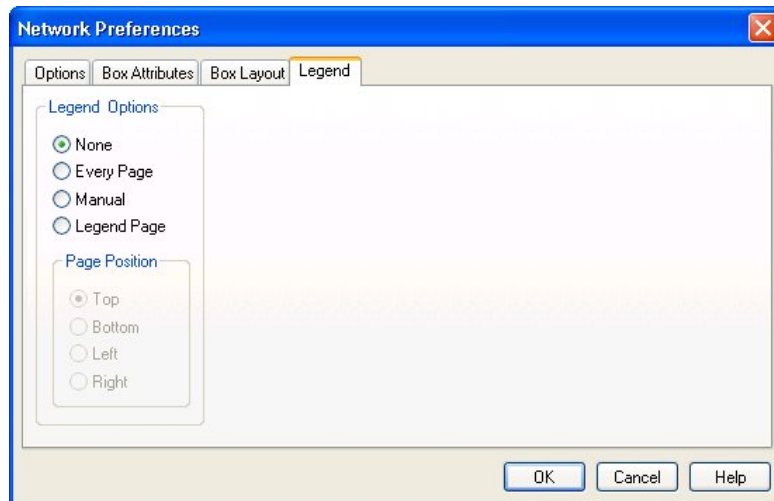 Network Preferences
Options Box Attributes Box Layout Legend
Legend Options
None
Every Page
Manual
Legend Page
Page Position
Top
Bottom
Left
Right
OK Cancel Help